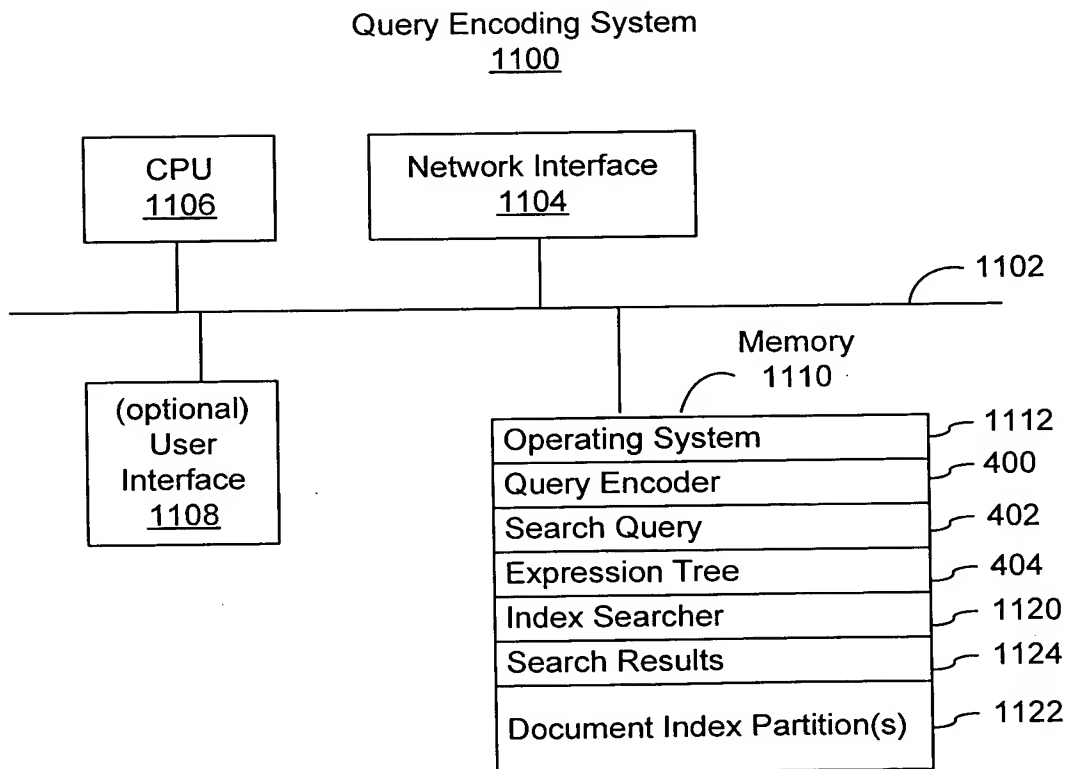 Query Encoding System
1100
CPU
1106
Network Interface
1104
1102
(optional)
User
Interface
1108
Memory
1110
Operating System
1112
Query Encoder
400
Search Query
402
Expression Tree
404
Index Searcher
1120
Search Results
1124
Document Index Partition(s)
1122